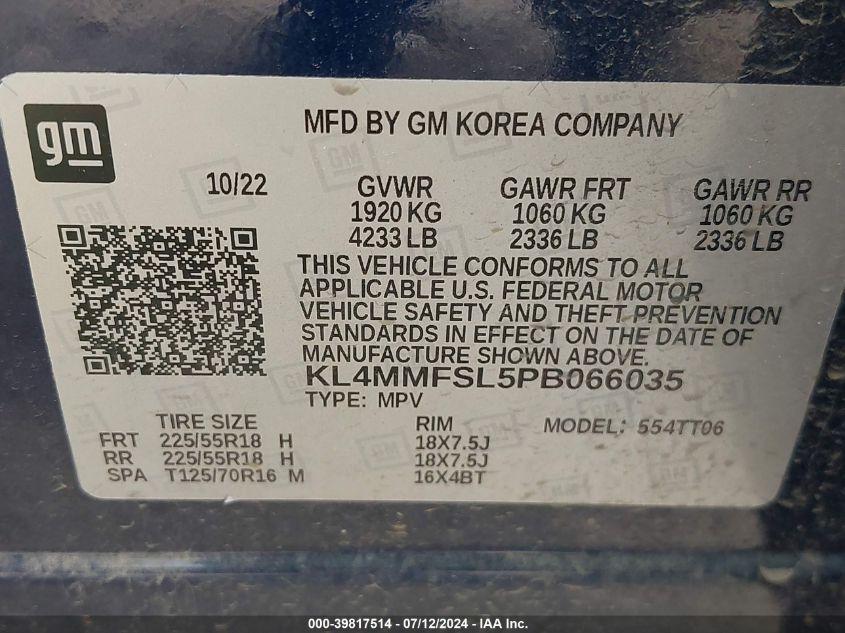 gm
MFD BY GM KOREA COMPANY
10/22
GVWR GAWR FRT GAWR RR
1920 KG 1060 KG 1060 KG
4233 LB 2336 LB 2336 LB
THIS VEHICLE CONFORMS TO ALL
APPLICABLE U.S. FEDERAL MOTOR
VEHICLE SAFETY AND THEFT PREVENTION
STANDARDS IN EFFECT ON THE DATE OF
MANUFACTURE SHOWN ABOVE.
KL4MMFSL5PB066035
TYPE: MPV
TIRE SIZE RIM MODEL: 554TT06
FRT 225/55R18 H 18X7.5J
RR 225/55R18 H 18X7.5J
SPA T125/70R16 M 16X4BT
000-39817514 - 07/12/2024 - IAA Inc.